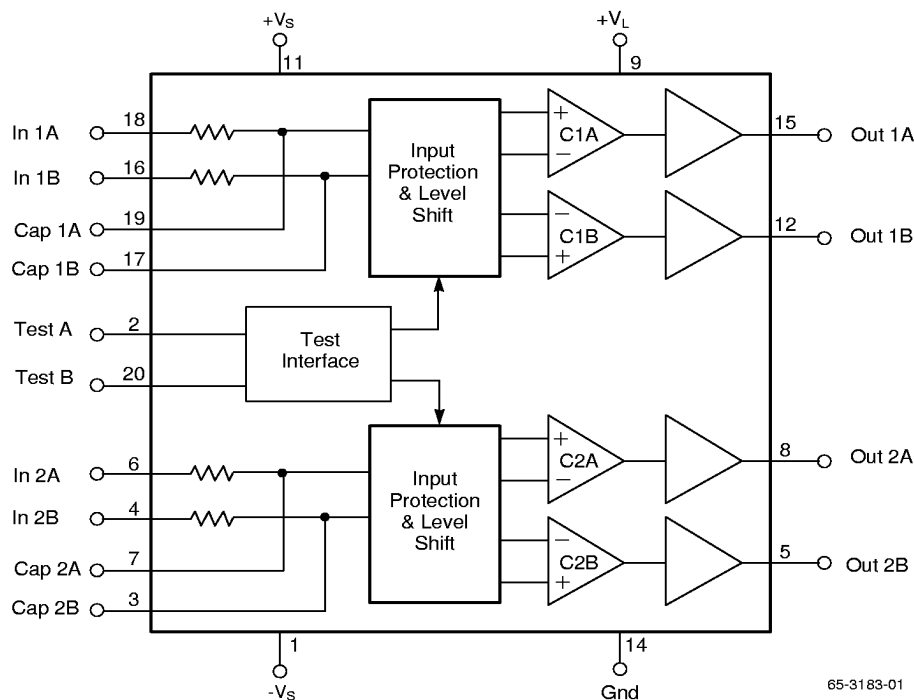 +VS
+VL
11
9
In 1A
18
In 1B
16
Cap 1A
19
Cap 1B
17
Input
Protection
& Level
Shift
+
C1A
−
−
C1B
+
15
Out 1A
12
Out 1B
Test A
2
Test B
20
Test
Interface
In 2A
6
In 2B
4
Cap 2A
7
Cap 2B
3
Input
Protection
& Level
Shift
+
C2A
−
−
C2B
+
8
Out 2A
5
Out 2B
1
14
-VS
Gnd
65-3183-01